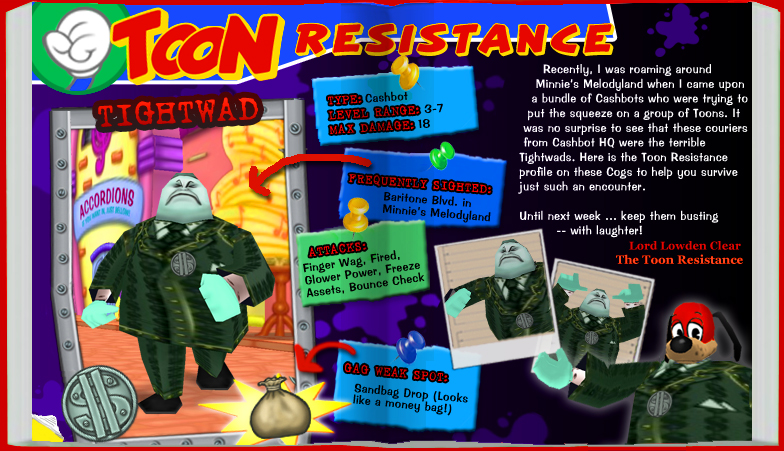 TOON RESISTANCE
TIGHTWAD
ACCORDIONS
TYPE: Cashbot
LEVEL RANGE: 3-7
MAX DAMAGE: 18
FREQUENTLY SIGHTED:
Baritone Blvd. in
Minnie's Melodyland
ATTACKS:
Finger Wag, Fired,
Glower Power, Freeze
Assets, Bounce Check
GAG WEAK SPOT:
Sandbag Drop (Looks
like a money bag!)
Recently, I was roaming around
Minnie's Melodyland when I came upon
a bundle of Cashbots who were trying to
put the squeeze on a group of Toons. It
was no surprise to see that these couriers
from Cashbot HQ were the terrible
Tightwads. Here is the Toon Resistance
profile on these Cogs to help you survive
just such an encounter.
Until next week ... keep them busting
-- with laughter!
Lord Lowden Clear
The Toon Resistance